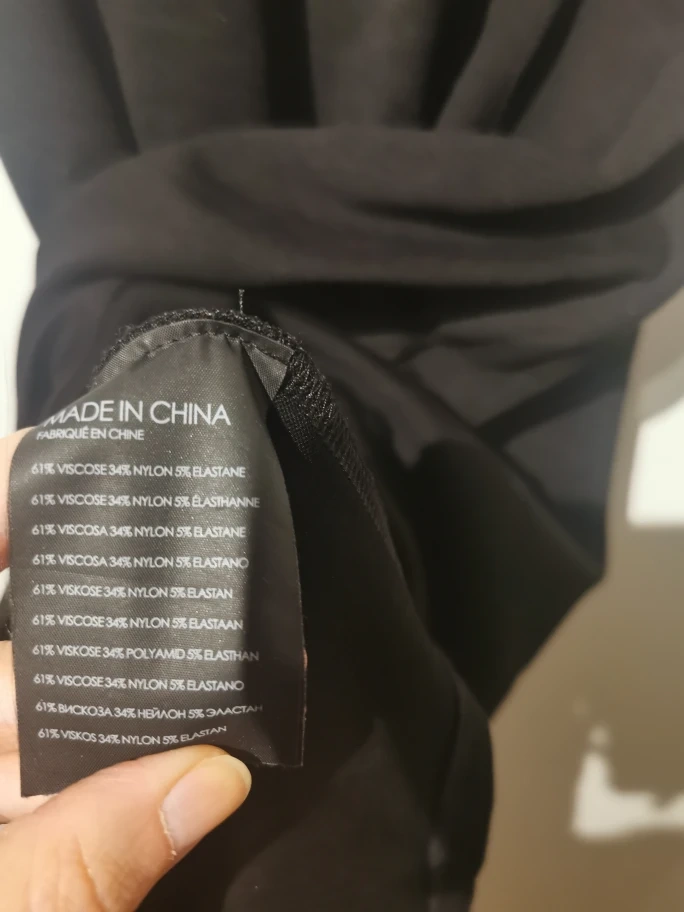 MADE IN CHINA
FABRIQUÉ EN CHINE
61% VISCOSE 34% NYLON 5% ELASTANE
61% VISCOSE 34% NYLON 5% ÉLASTHANNE
61% VISCOSA 34% NYLON 5% ELASTANE
61% VISCOSA 34% NYLON 5% ELASTANO
61% VISKOSE 34% NYLON 5% ELASTAN
61% VISCOSE 34% NYLON 5% ELASTAAN
61% VISKOSE 34% POLYAMID 5% ELASTHAN
61% VISCOSE 34% NYLON 5% ELASTANO
61% ВИСКОЗА 34% НЕЙЛОН 5% ЭЛАСТАН
61% VISKOS 34% NYLON 5% ELASTAN